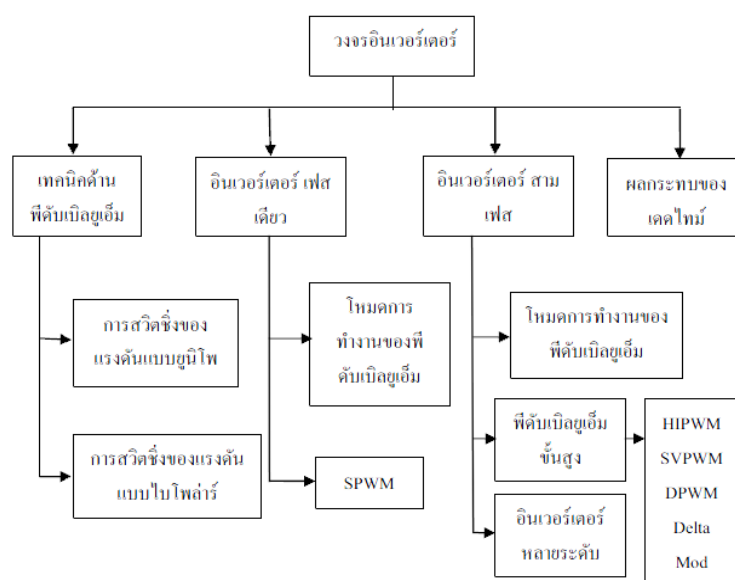 วงจรอินเวอร์เตอร์
เทคนิคด้าน
พีดับเบิลยูเอ็ม
อินเวอร์เตอร์ เฟส
เดียว
อินเวอร์เตอร์ สาม
เฟส
ผลกระทบของ
เดดไทม์
การสวิตชิ่งของ
แรงดันแบบยูนิโพ
การสวิตชิ่งของแรงดัน
แบบไบโพล่าร์
โหมดการ
ทำงานของพี
ดับเบิลยูเอ็ม
SPWM
โหมดการทำงานของ
พีดับเบิลยูเอ็ม
พีดับเบิลยูเอ็ม
ขั้นสูง
อินเวอร์เตอร์
หลายระดับ
HIPWM
SVPWM
DPWM
Delta
Mod